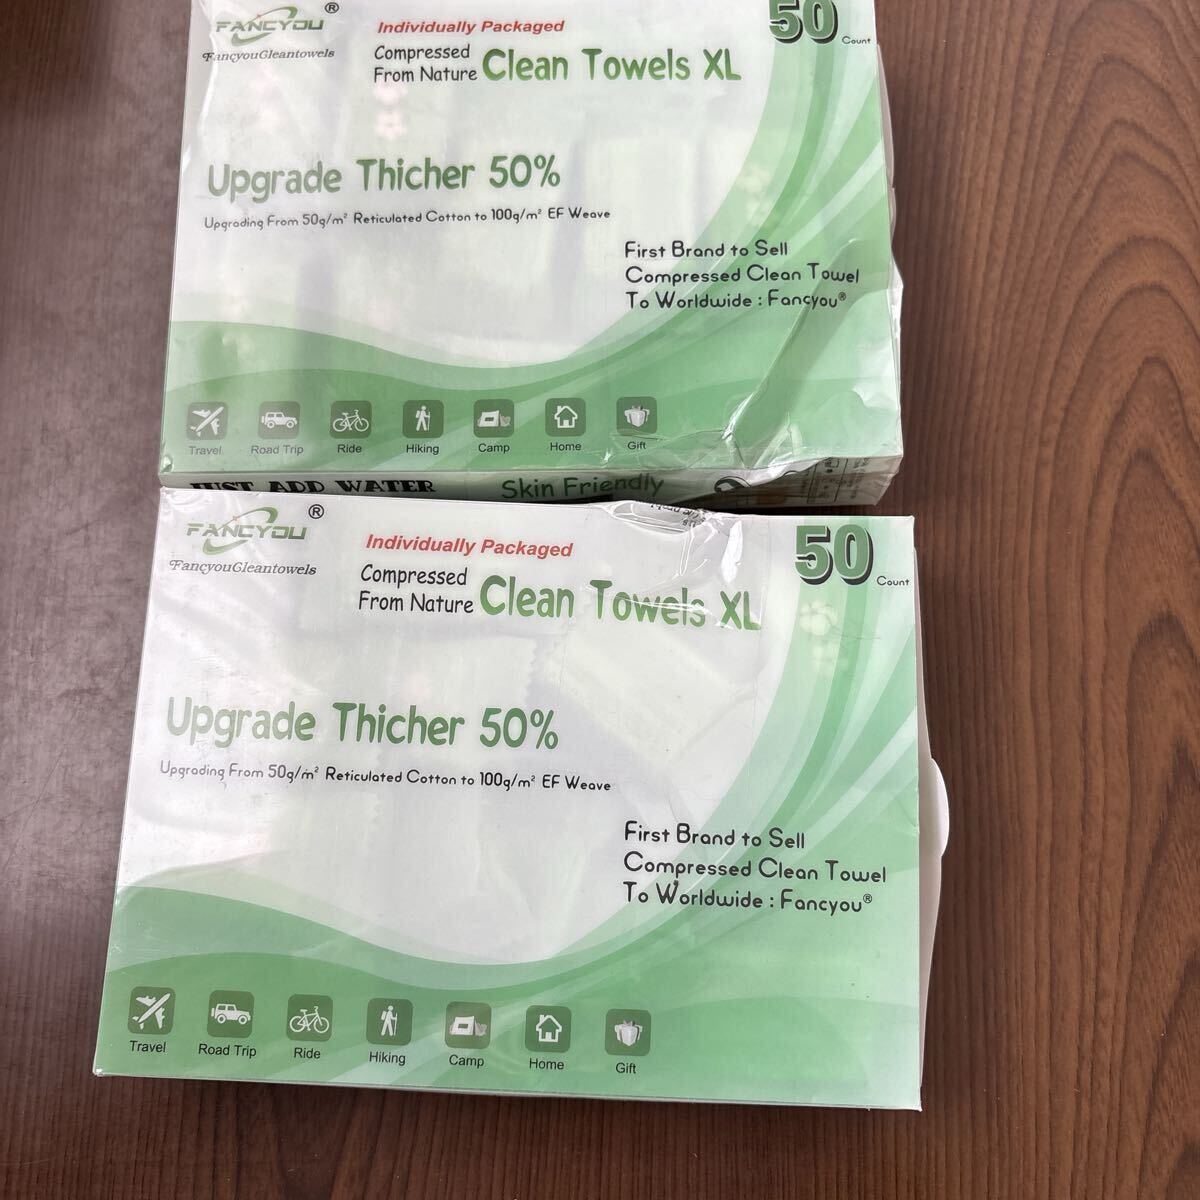 FANCYOU ®
FancyouGleantowels
Individually Packaged
Compressed
From Nature Clean Towels XL
50 Count
Upgrade Thicher 50%
Upgrading From 50g/m² Reticulated Cotton to 100g/m² EF Weave
First Brand to Sell
Compressed Clean Towel
To Worldwide : Fancyou®
Travel Road Trip Ride Hiking Camp Home Gift
JUST ADD WATER Skin Friendly
FANCYOU ®
FancyouGleantowels
Individually Packaged
Compressed
From Nature Clean Towels XL
50 Count
Upgrade Thicher 50%
Upgrading From 50g/m² Reticulated Cotton to 100g/m² EF Weave
First Brand to Sell
Compressed Clean Towel
To Worldwide : Fancyou®
Travel Road Trip Ride Hiking Camp Home Gift